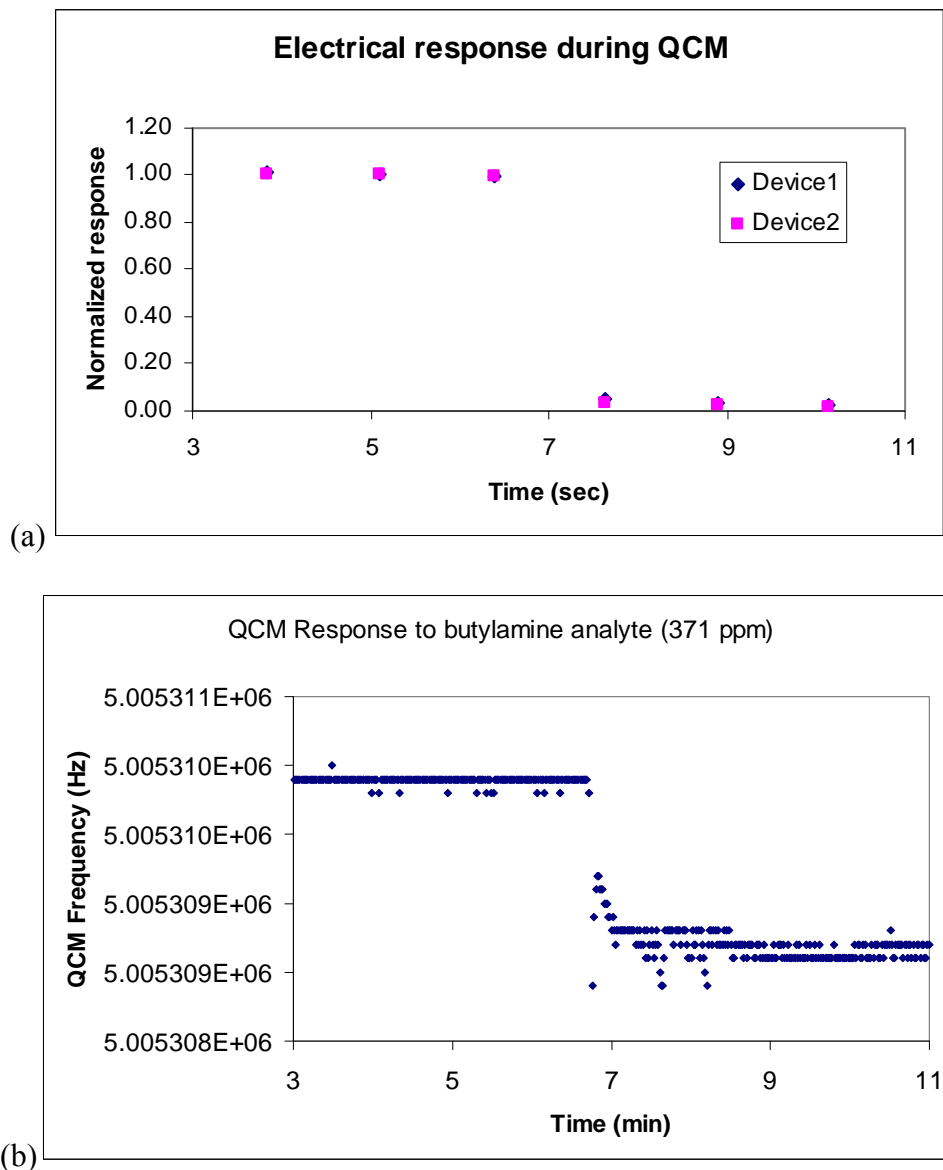 Electrical response during QCM
1.20
1.00
0.80
0.60
0.40
0.20
0.00
Normalized response
Device1
Device2
3 5 7 9 11
Time (sec)
(a)
QCM Response to butylamine analyte (371 ppm)
5.005311E+06
5.005310E+06
5.005310E+06
5.005309E+06
5.005309E+06
5.005308E+06
QCM Frequency (Hz)
3 5 7 9 11
Time (min)
(b)